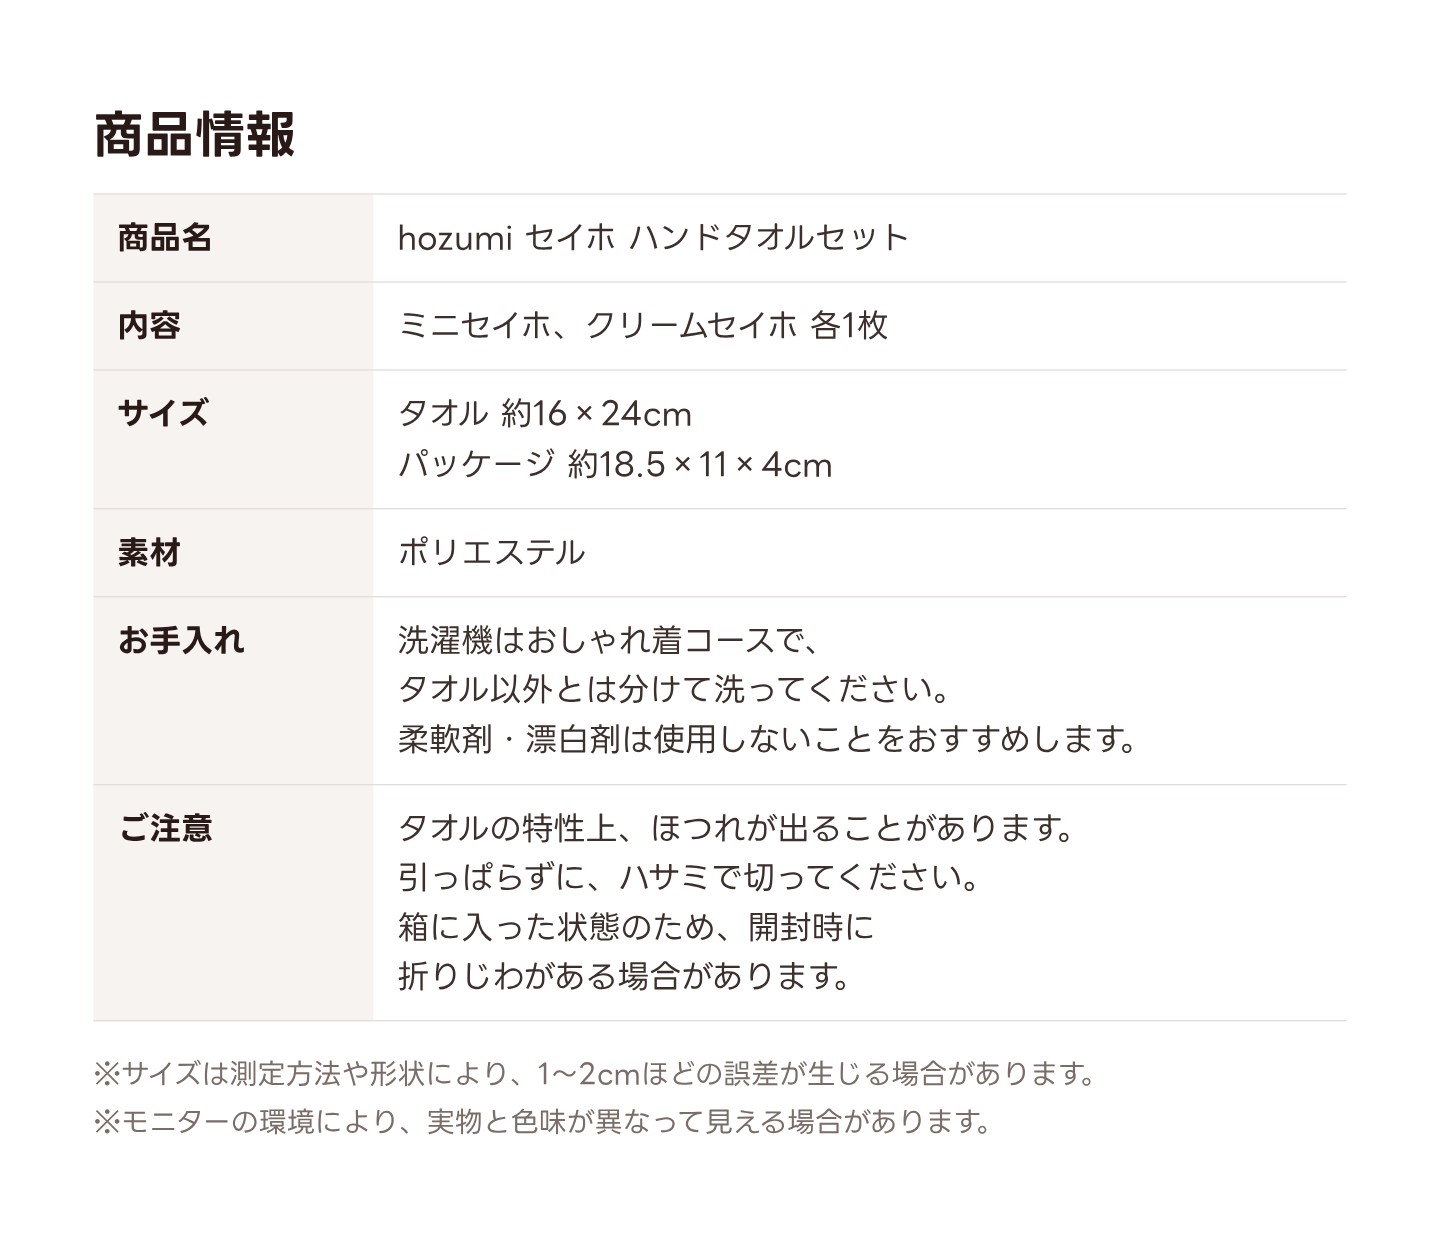 商品情報
商品名
hozumi セイホ ハンドタオルセット
内容
ミニセイホ、クリームセイホ 各1枚
サイズ
タオル 約16×24cm
パッケージ 約18.5×11×4cm
素材
ポリエステル
お手入れ
洗濯機はおしゃれ着コースで、
タオル以外とは分けて洗ってください。
柔軟剤・漂白剤は使用しないことをおすすめします。
ご注意
タオルの特性上、ほつれが出ることがあります。
引っぱらずに、ハサミで切ってください。
箱に入った状態のため、開封時に
折りじわがある場合があります。
※サイズは測定方法や形状により、1〜2cmほどの誤差が生じる場合があります。
※モニターの環境により、実物と色味が異なって見える場合があります。